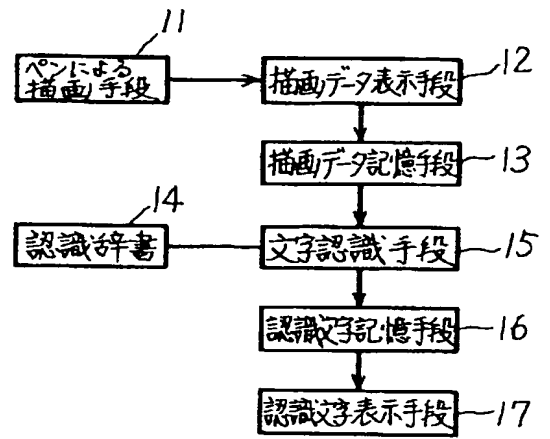 11
ペンによる
描画手段
12
描画データ表示手段
描画データ記憶手段
13
14
認識辞書
文字認識手段
15
認識文字記憶手段
16
認識文字表示手段
17